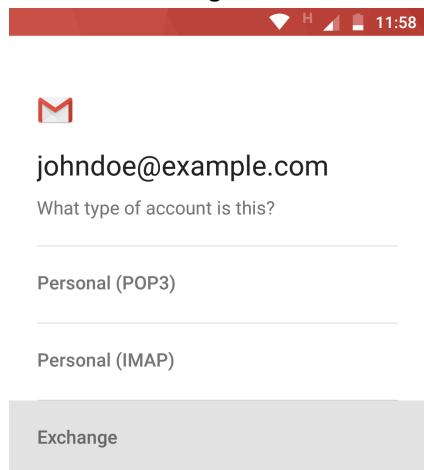 H 11:58
johndoe@example.com
What type of account is this?
Personal (POP3)
Personal (IMAP)
Exchange